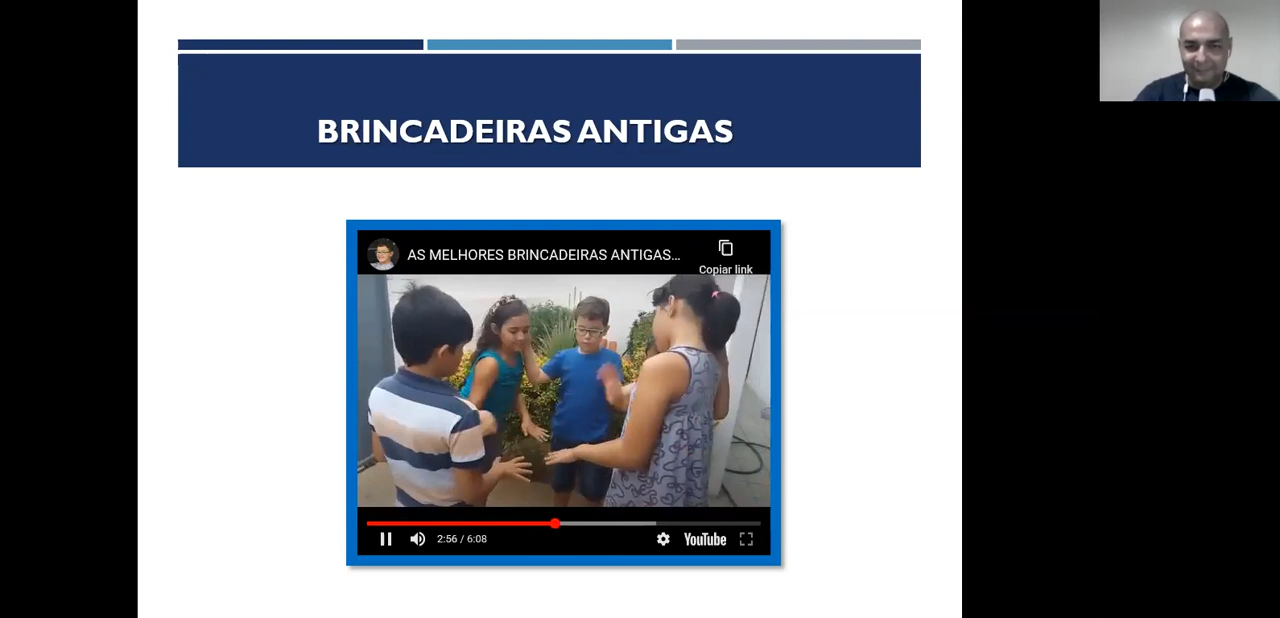 BRINCADEIRAS ANTIGAS
AS MELHORES BRINCADEIRAS ANTIGAS...
Copiar link
2:56 / 6:08
YouTube